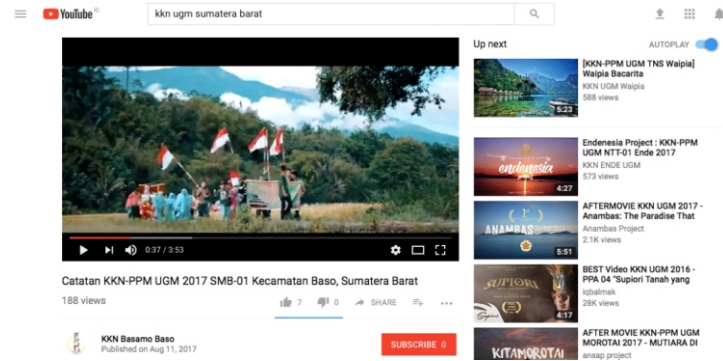 YouTube ID
kkn ugm sumatera barat
Up next
AUTOPLAY
[KKN-PPM UGM TNS Waipia]
Waipia Bacarita
KKN UGM Waipia
588 views
5:23
Endenesia Project : KKN-PPM
UGM NTT-01 Ende 2017
KKN ENDE UGM
573 views
endenesia
4:27
AFTERMOVIE KKN UGM 2017 -
Anambas: The Paradise That
Anambas Project
2.1K views
1st
ANAMBAS
5:51
BEST Video KKN UGM 2016 -
PPA 04 "Supiori Tanah yang
iqbalmak
28K views
SUPIORI
Supiori
4:17
AFTER MOVIE KKN-PPM UGM
MOROTAI 2017 - MUTIARA DI
ansap project
KITAMOROTAI
0:37 / 3:53
Catatan KKN-PPM UGM 2017 SMB-01 Kecamatan Baso, Sumatera Barat
188 views
7
0
SHARE
KKN Basamo Baso
Published on Aug 11, 2017
SUBSCRIBE 0